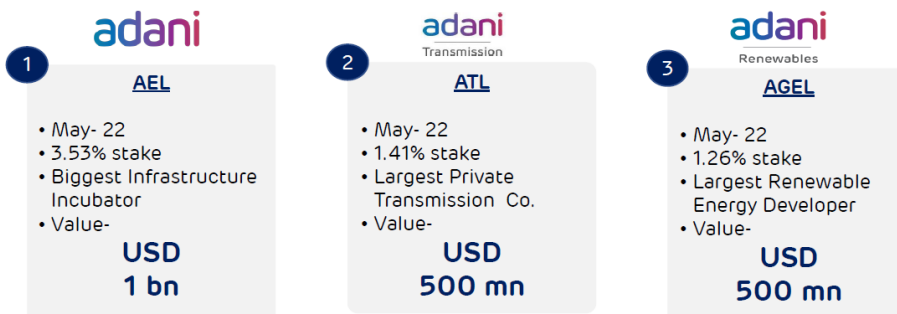 adani
1
AEL
• May- 22
• 3.53% stake
• Biggest Infrastructure
Incubator
• Value-
USD
1 bn
adani
Transmission
2
ATL
• May- 22
• 1.41% stake
• Largest Private
Transmission Co.
• Value-
USD
500 mn
adani
Renewables
3
AGEL
• May- 22
• 1.26% stake
• Largest Renewable
Energy Developer
• Value-
USD
500 mn